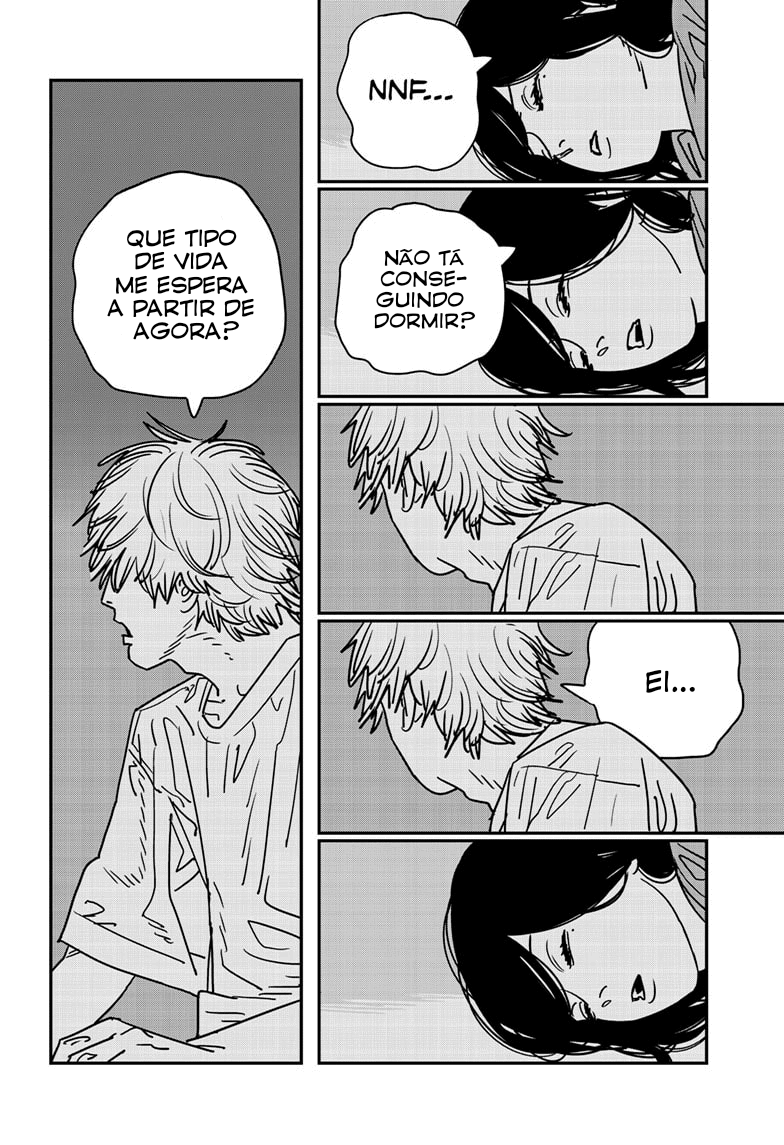 NNF...
NÃO TÁ
CONSE-
GUINDO
DORMIR?
EI...
QUE TIPO
DE VIDA
ME ESPERA
A PARTIR DE
AGORA?